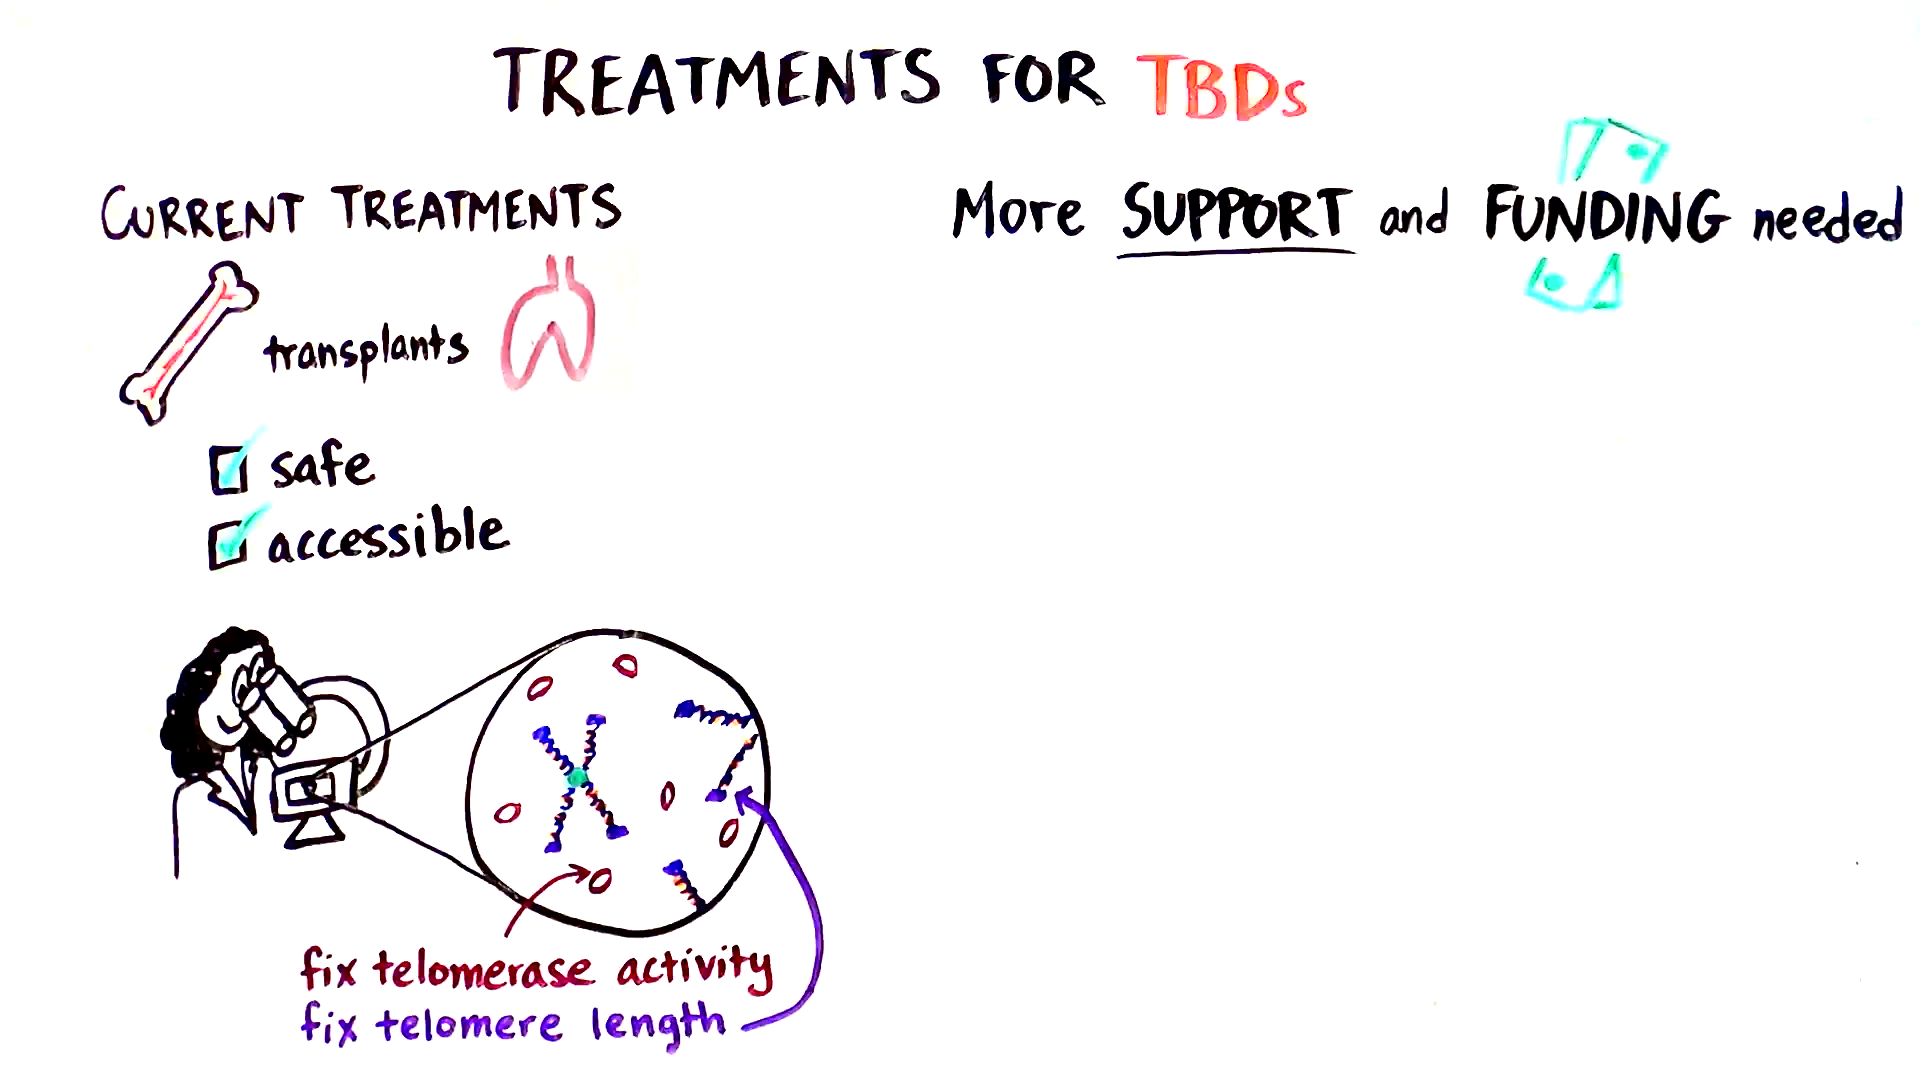 TREATMENTS FOR TBDs
CURRENT TREATMENTS
transplants
safe
accessible
fix telomerase activity
fix telomere length
More SUPPORT and FUNDING needed